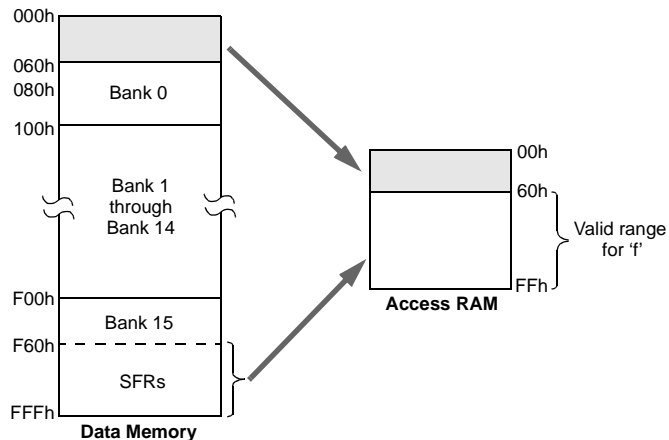 000h
060h
080h
Bank 0
100h
Bank 1
through
Bank 14
F00h
Bank 15
F60h
SFRs
FFFh
Data Memory
00h
60h
Valid range
for ‘f’
FFh
Access RAM